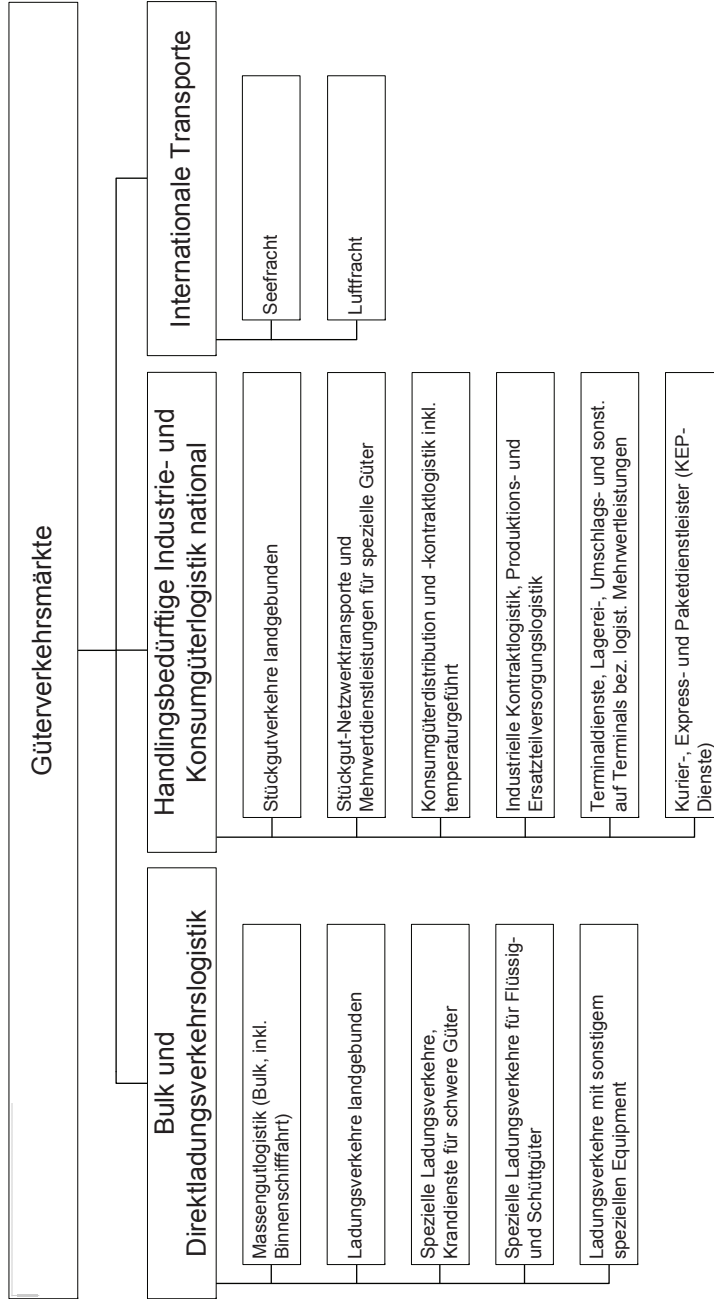 Güterverkehrsmärkte
Bulk und
Direktladungsverkehrslogistik
Massengutlogistik (Bulk, inkl.
Binnenschifffahrt)
Ladungsverkehre landgebunden
Spezielle Ladungsverkehre,
Krandienste für schwere Güter
Spezielle Ladungsverkehre für Flüssig-
und Schüttgüter
Ladungsverkehre mit sonstigem
speziellen Equipment
Handlingsbedürftige Industrie- und
Konsumgüterlogistik national
Stückgutverkehre landgebunden
Stückgut-Netzwerktransporte und
Mehrwertdienstleistungen für spezielle Güter
Konsumgüterdistribution und -kontraktlogistik inkl.
temperaturgeführt
Industrielle Kontraktlogistik, Produktions- und
Ersatzteilversorgungslogistik
Terminaldienste, Lagerei-, Umschlags- und sonst.
auf Terminals bez. logist. Mehrwertleistungen
Kurier-, Express- und Paketdienstleister (KEP-
Dienste)
Internationale Transporte
Seefracht
Luftfracht